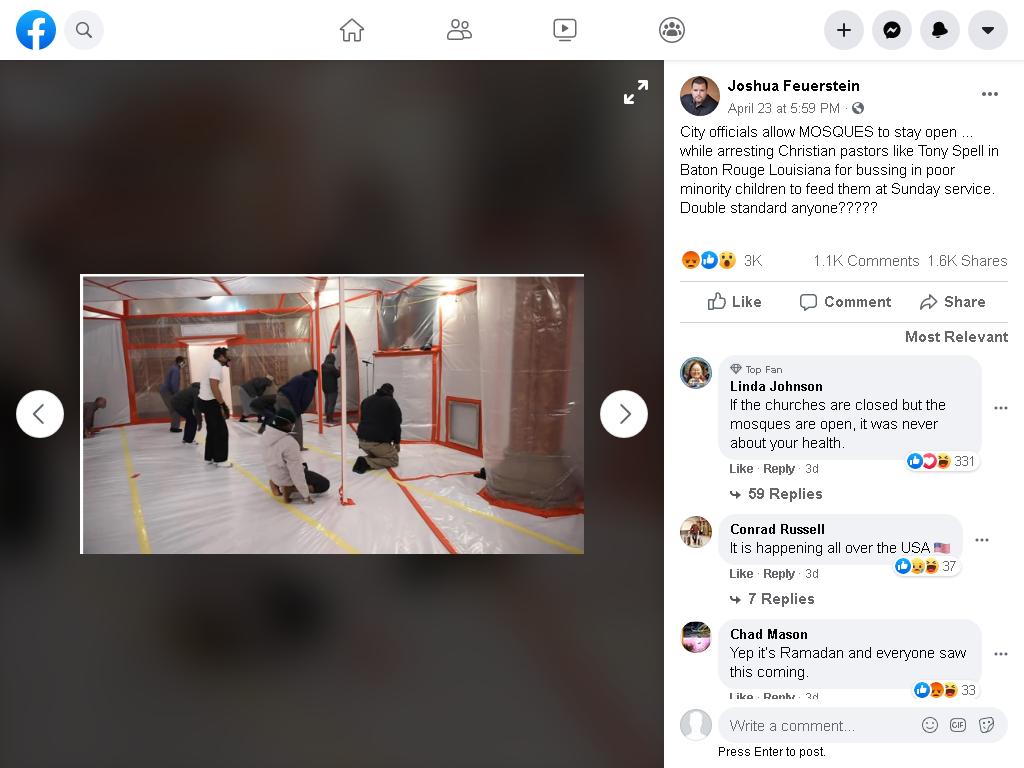 Joshua Feuerstein
April 23 at 5:59 PM ·
City officials allow MOSQUES to stay open ...
while arresting Christian pastors like Tony Spell in
Baton Rouge Louisiana for bussing in poor
minority children to feed them at Sunday service.
Double standard anyone?????
3K 1.1K Comments 1.6K Shares
Like Comment Share
Most Relevant
Top Fan
Linda Johnson
If the churches are closed but the
mosques are open, it was never
about your health.
Like · Reply · 3d 331
59 Replies
Conrad Russell
It is happening all over the USA 🇺🇸
Like · Reply · 3d 37
7 Replies
Chad Mason
Yep it's Ramadan and everyone saw
this coming.
Like · Reply · 3d 33
Write a comment... GIF
Press Enter to post.